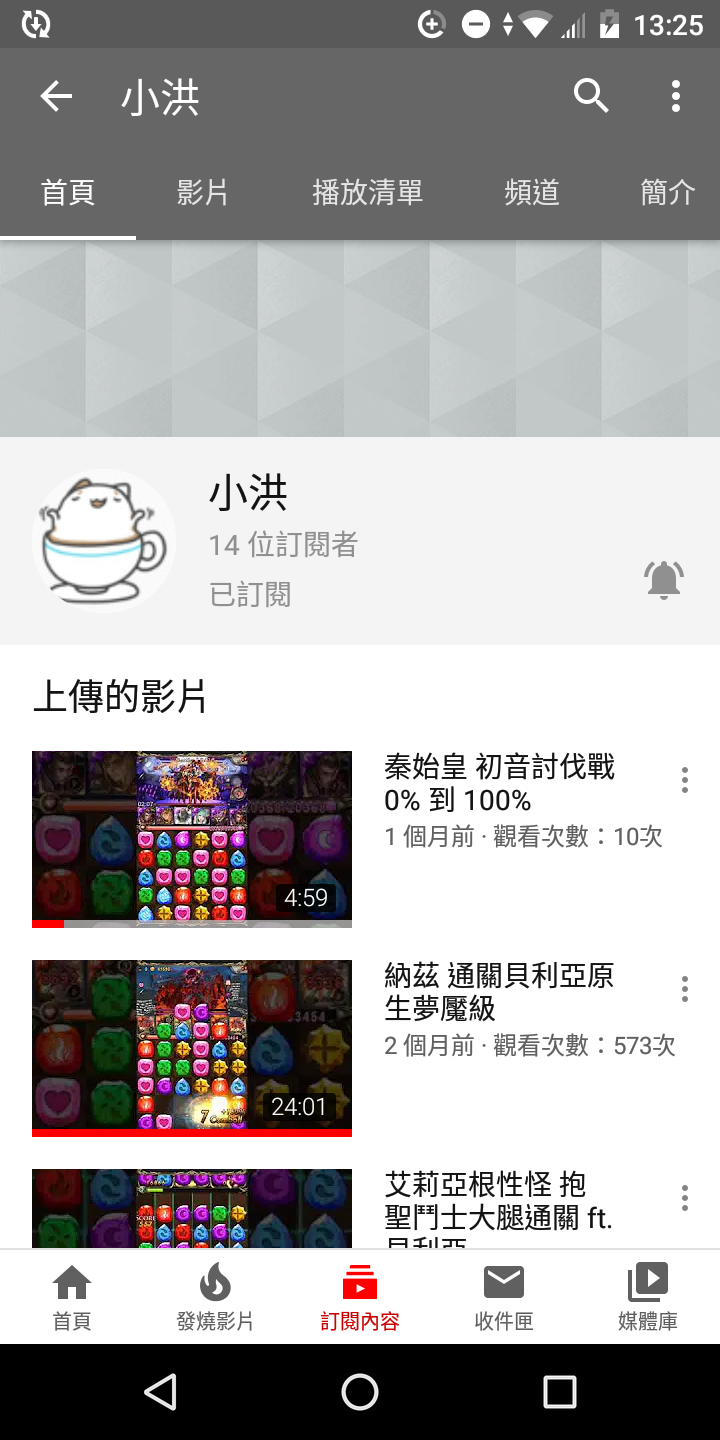 13:25
小洪
首頁 影片 播放清單 頻道 簡介
小洪
14 位訂閱者
已訂閱
上傳的影片
秦始皇 初音討伐戰
0% 到 100%
1 個月前 · 觀看次數：10次
4:59
納茲 通關貝利亞原
生夢魘級
2 個月前 · 觀看次數：573次
24:01
艾莉亞根性怪 抱
聖鬥士大腿通關 ft.
貝利亞
首頁 發燒影片 訂閱內容 收件匣 媒體庫